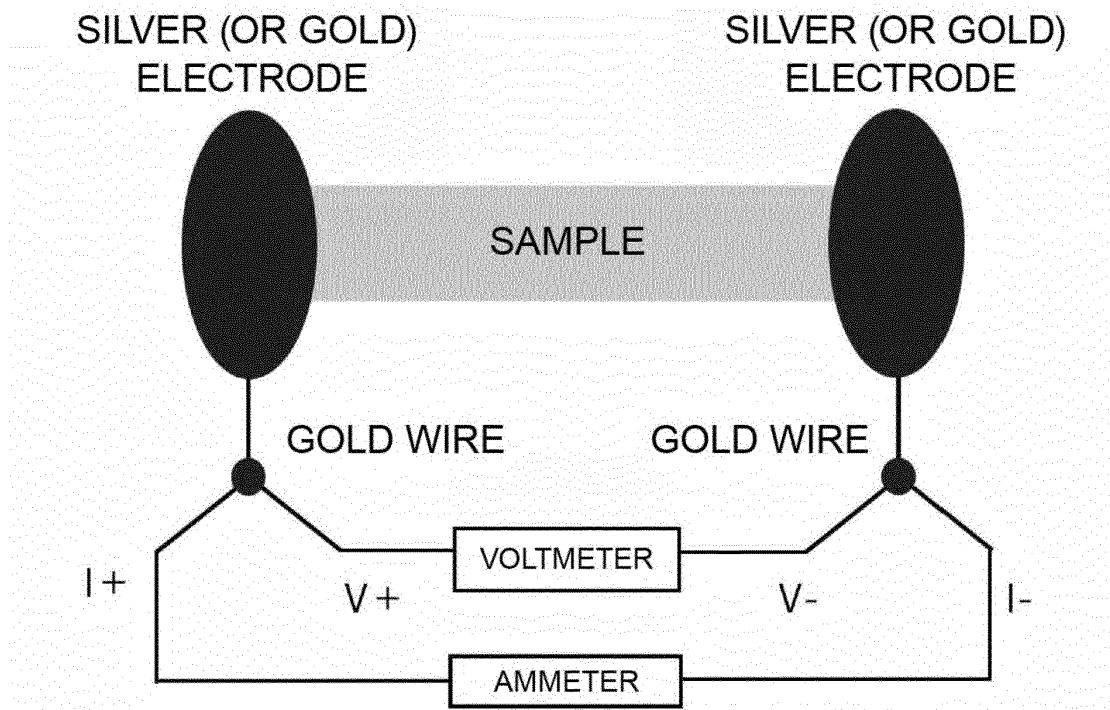 SILVER (OR GOLD)
ELECTRODE
SILVER (OR GOLD)
ELECTRODE
SAMPLE
GOLD WIRE
GOLD WIRE
VOLTMETER
I+
V+
V-
I-
AMMETER